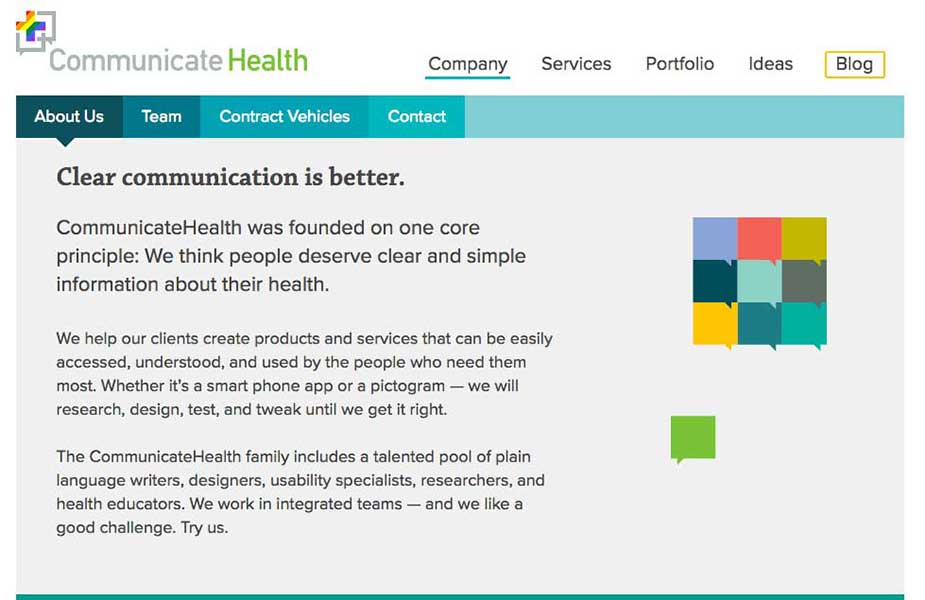 Communicate Health
Company Services Portfolio Ideas Blog
About Us Team Contract Vehicles Contact
Clear communication is better.
CommunicateHealth was founded on one core
principle: We think people deserve clear and simple
information about their health.
We help our clients create products and services that can be easily
accessed, understood, and used by the people who need them
most. Whether it's a smart phone app or a pictogram — we will
research, design, test, and tweak until we get it right.
The CommunicateHealth family includes a talented pool of plain
language writers, designers, usability specialists, researchers, and
health educators. We work in integrated teams — and we like a
good challenge. Try us.